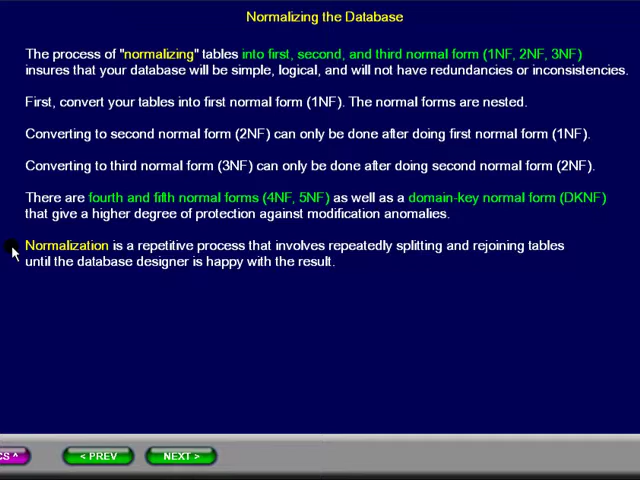 Normalizing the Database
The process of "normalizing" tables into first, second, and third normal form (1NF, 2NF, 3NF)
insures that your database will be simple, logical, and will not have redundancies or inconsistencies.
First, convert your tables into first normal form (1NF). The normal forms are nested.
Converting to second normal form (2NF) can only be done after doing first normal form (1NF).
Converting to third normal form (3NF) can only be done after doing second normal form (2NF).
There are fourth and fifth normal forms (4NF, 5NF) as well as a domain-key normal form (DKNF)
that give a higher degree of protection against modification anomalies.
Normalization is a repetitive process that involves repeatedly splitting and rejoining tables
until the database designer is happy with the result.
CS ^ < PREV NEXT >